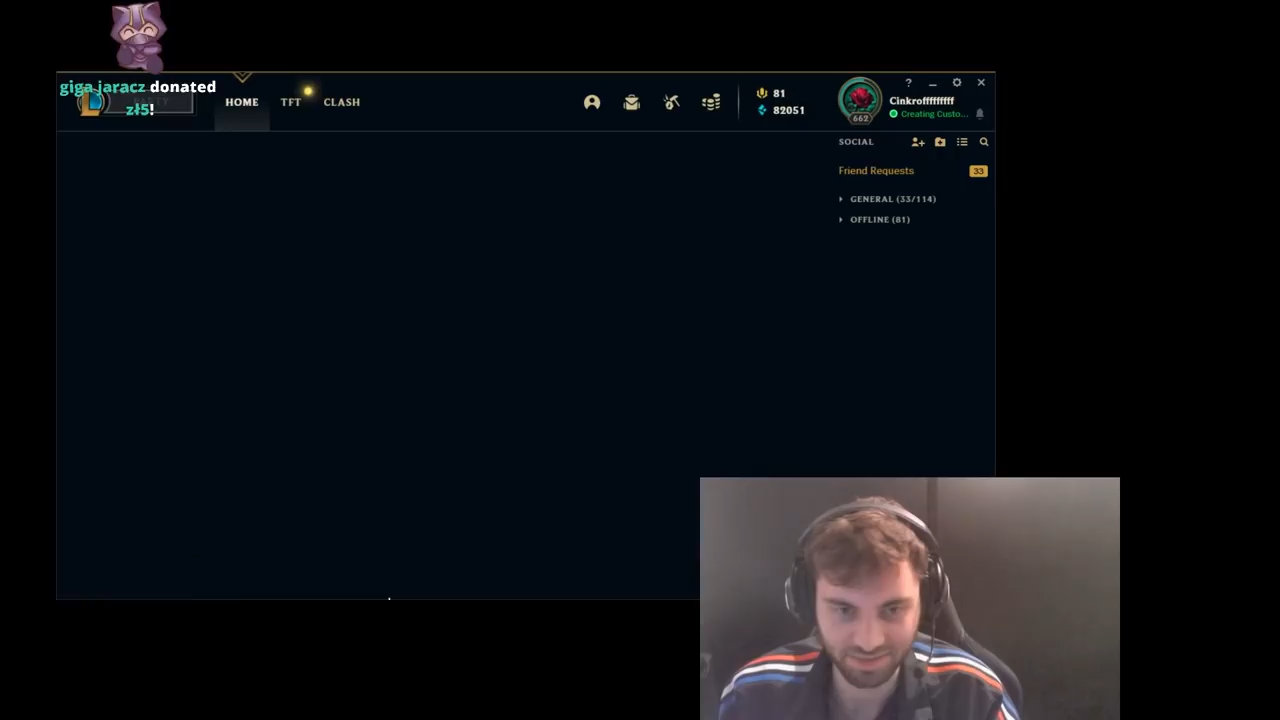 giga jaracz donated
zł5!
HOME
TFT
CLASH
81
82051
662
?
Cinkrofffffffff
Creating Custo...
SOCIAL
Friend Requests
33
GENERAL (33/114)
OFFLINE (81)